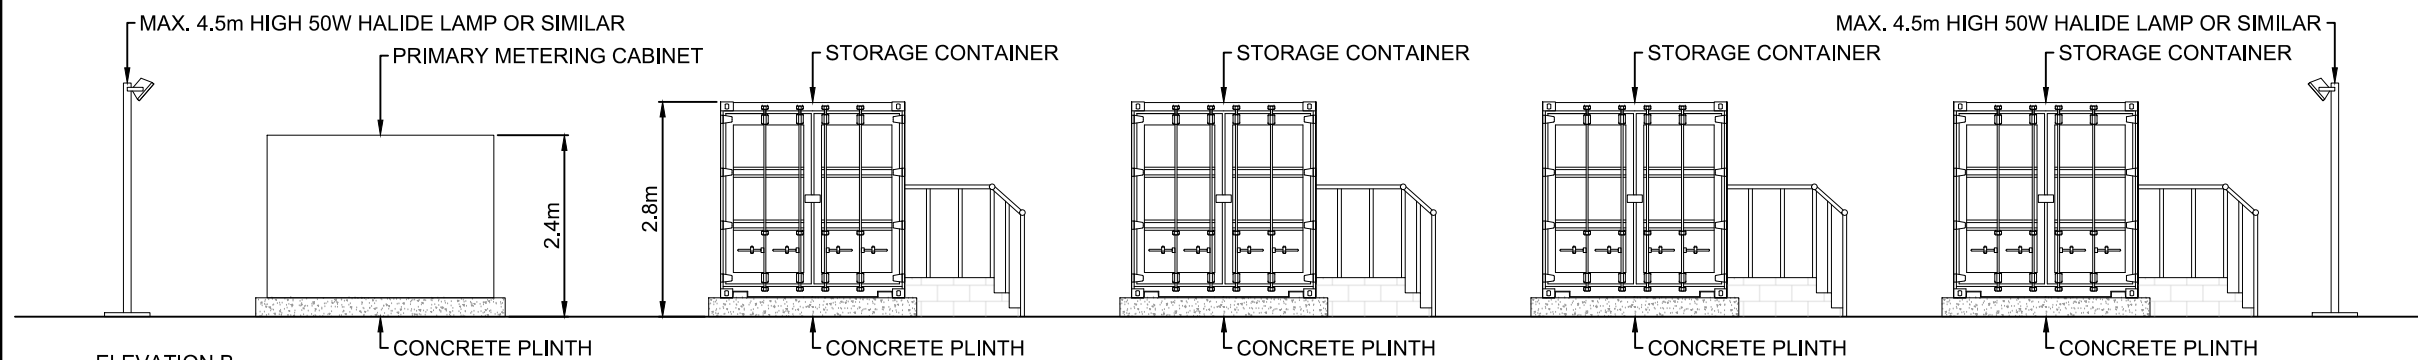 MAX. 4.5m HIGH 50W HALIDE LAMP OR SIMILAR
MAX. 4.5m HIGH 50W HALIDE LAMP OR SIMILAR
PRIMARY METERING CABINET
STORAGE CONTAINER
STORAGE CONTAINER
STORAGE CONTAINER
STORAGE CONTAINER
2.4m
2.8m
CONCRETE PLINTH
CONCRETE PLINTH
CONCRETE PLINTH
CONCRETE PLINTH
CONCRETE PLINTH
ELEVATION B